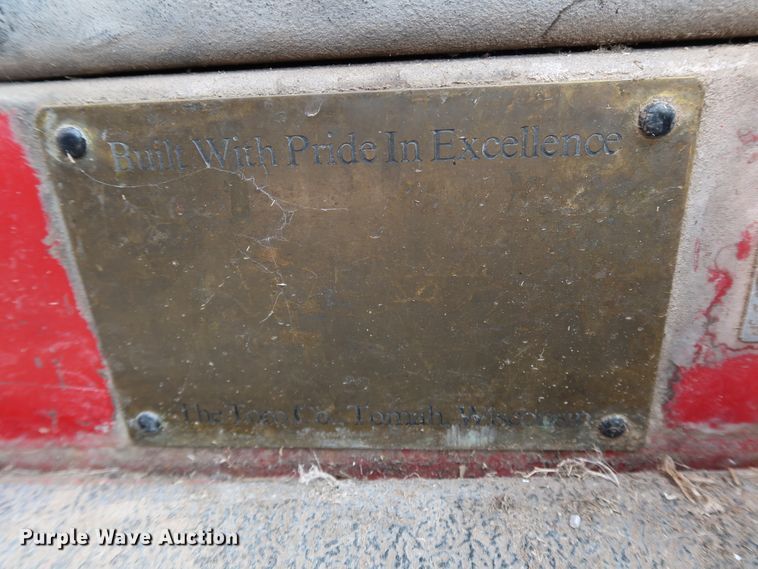 Built With Pride In Excellence
The Toro Co., Tomah, Wisconsin
Purple Wave Auction